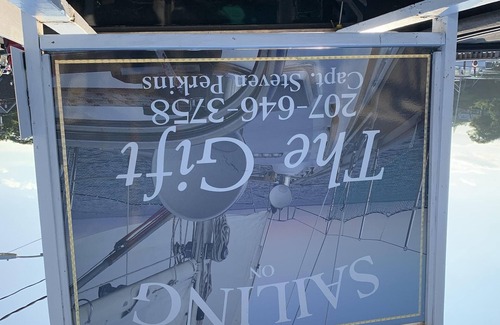 SAILING
ON
The Gift
207-646-3758
Capt. Steven Perkins